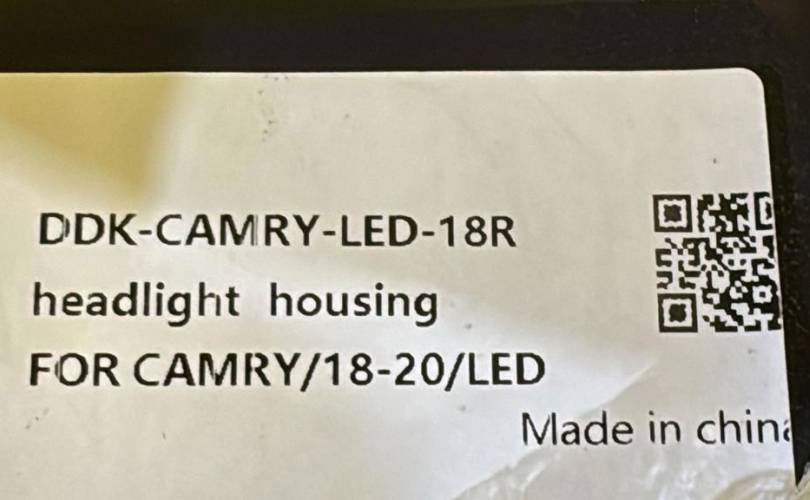 DDK-CAMRY-LED-18R
headlight housing
FOR CAMRY/18-20/LED
Made in china